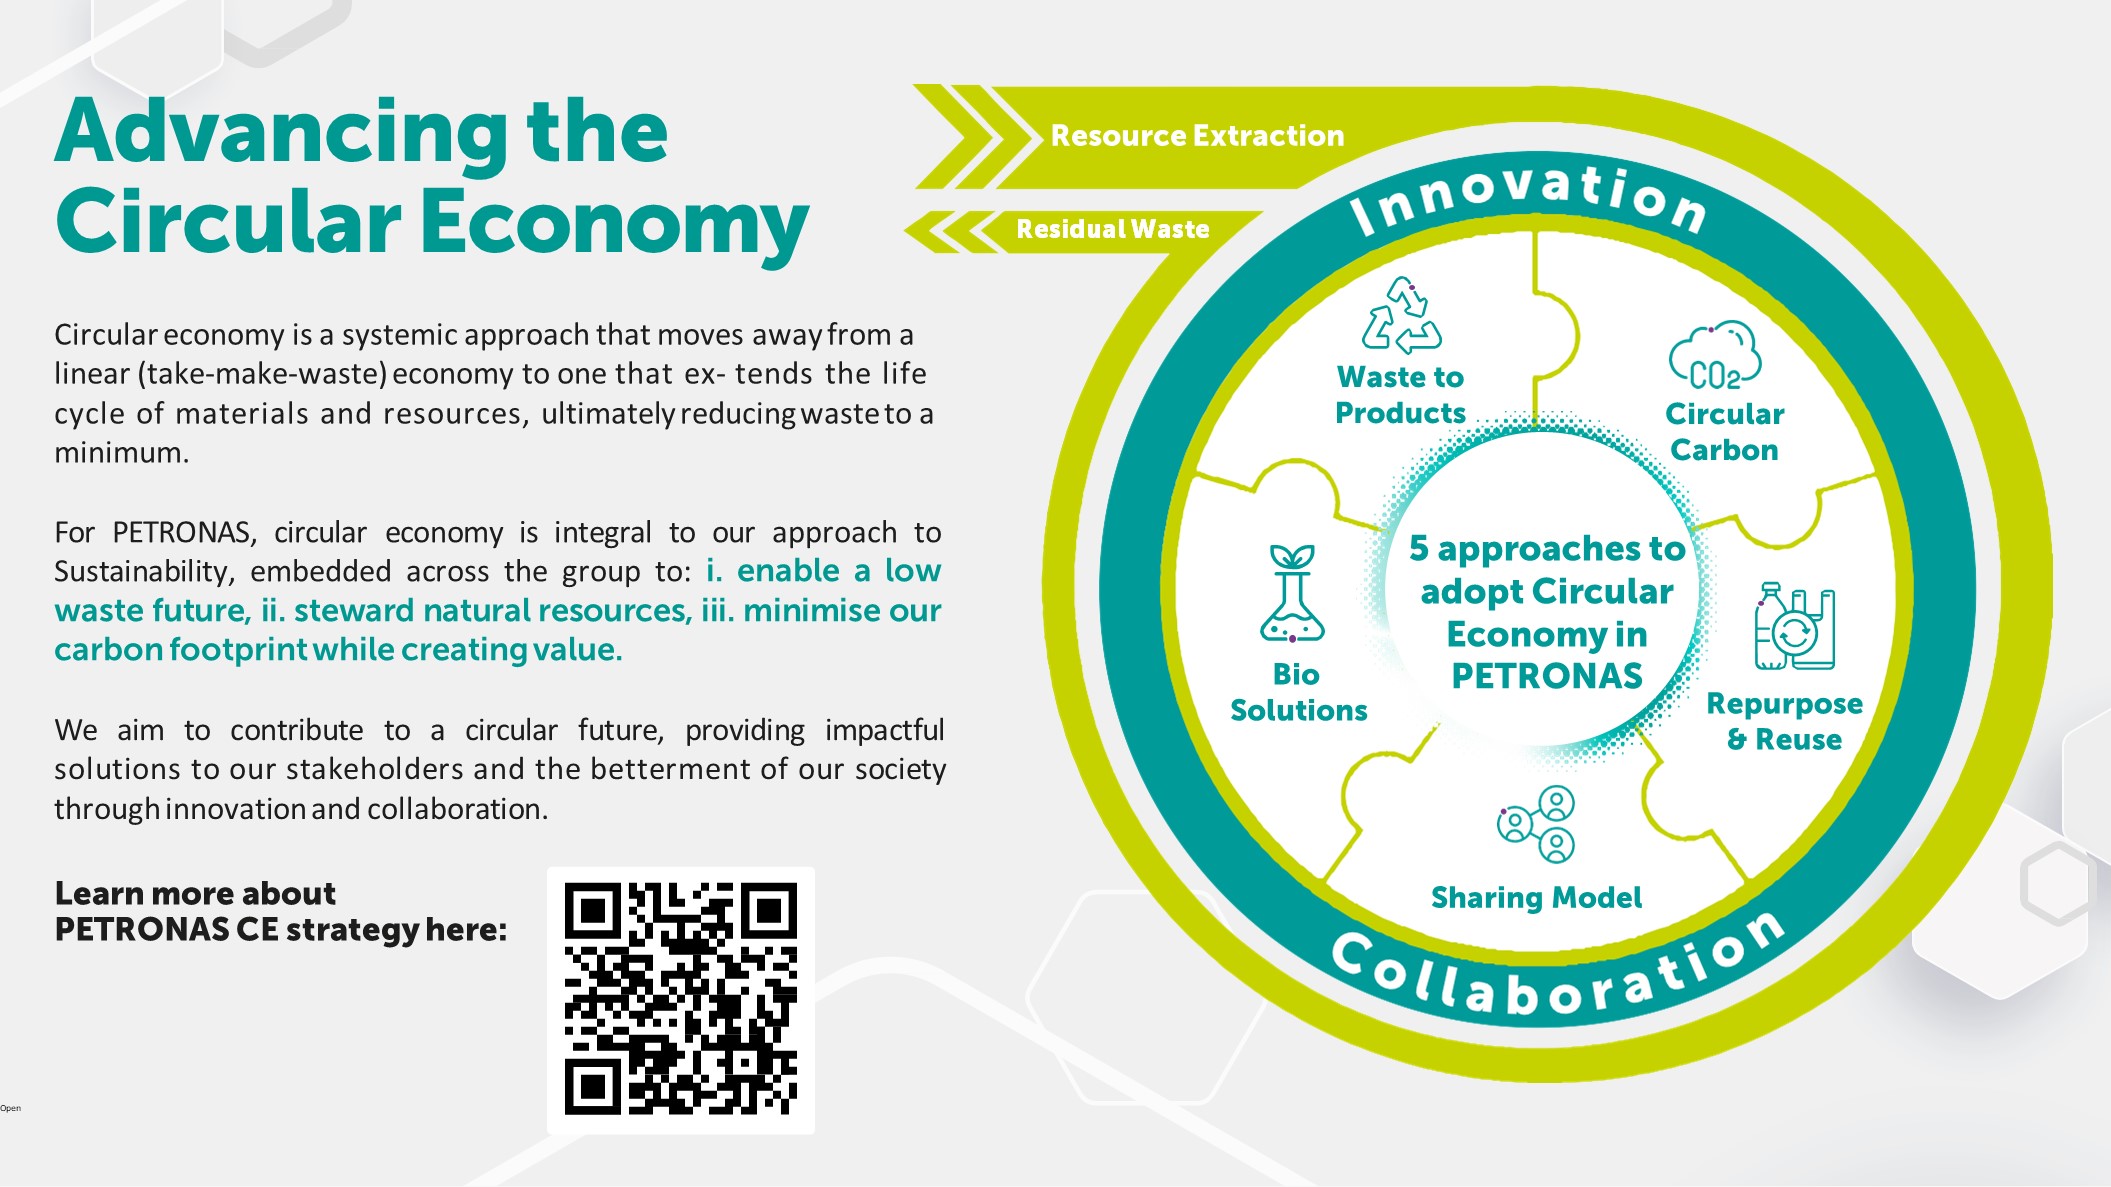 Advancing the
Circular Economy
Circular economy is a systemic approach that moves away from a
linear (take-make-waste) economy to one that ex- tends the life
cycle of materials and resources, ultimately reducing waste to a
minimum.
For PETRONAS, circular economy is integral to our approach to
Sustainability, embedded across the group to: i. enable a low
waste future, ii. steward natural resources, iii. minimise our
carbon footprint while creating value.
We aim to contribute to a circular future, providing impactful
solutions to our stakeholders and the betterment of our society
through innovation and collaboration.
Learn more about
PETRONAS CE strategy here:
Open
Resource Extraction
Residual Waste
Innovation
Waste to
Products
CO2
Circular
Carbon
Bio
Solutions
5 approaches to
adopt Circular
Economy in
PETRONAS
Repurpose
& Reuse
Sharing Model
Collaboration